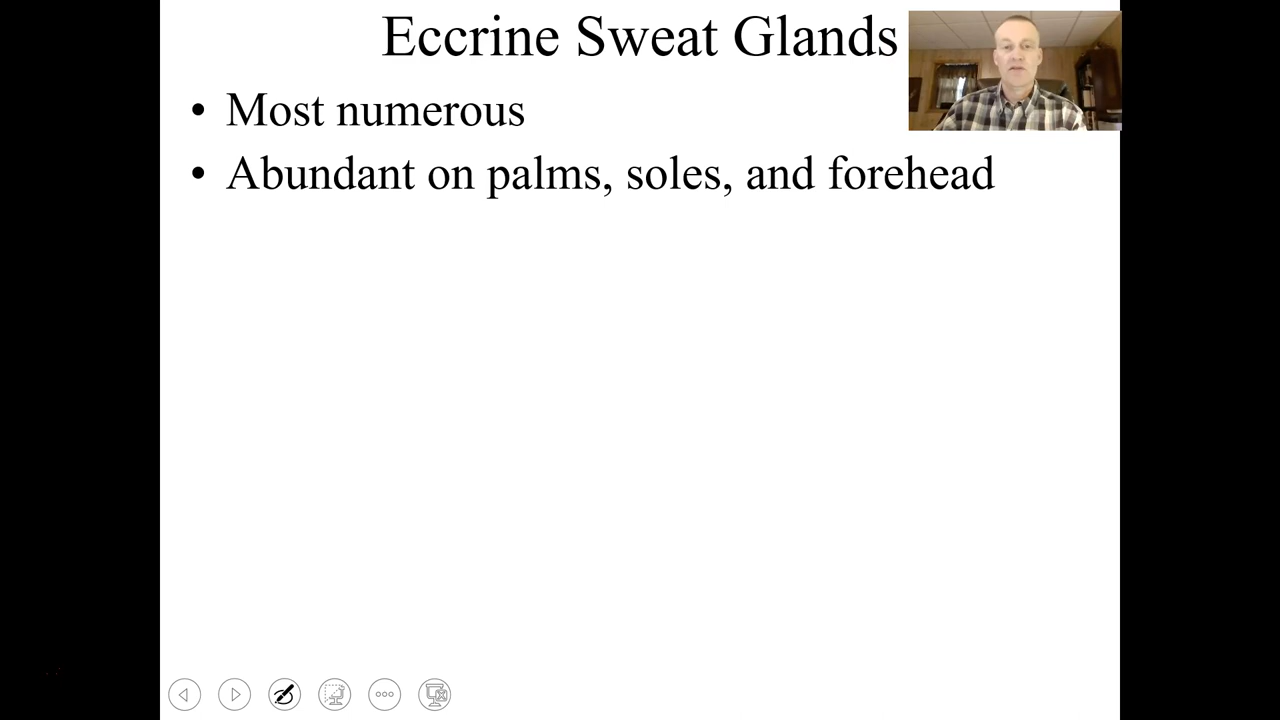 Eccrine Sweat Glands
• Most numerous
• Abundant on palms, soles, and forehead